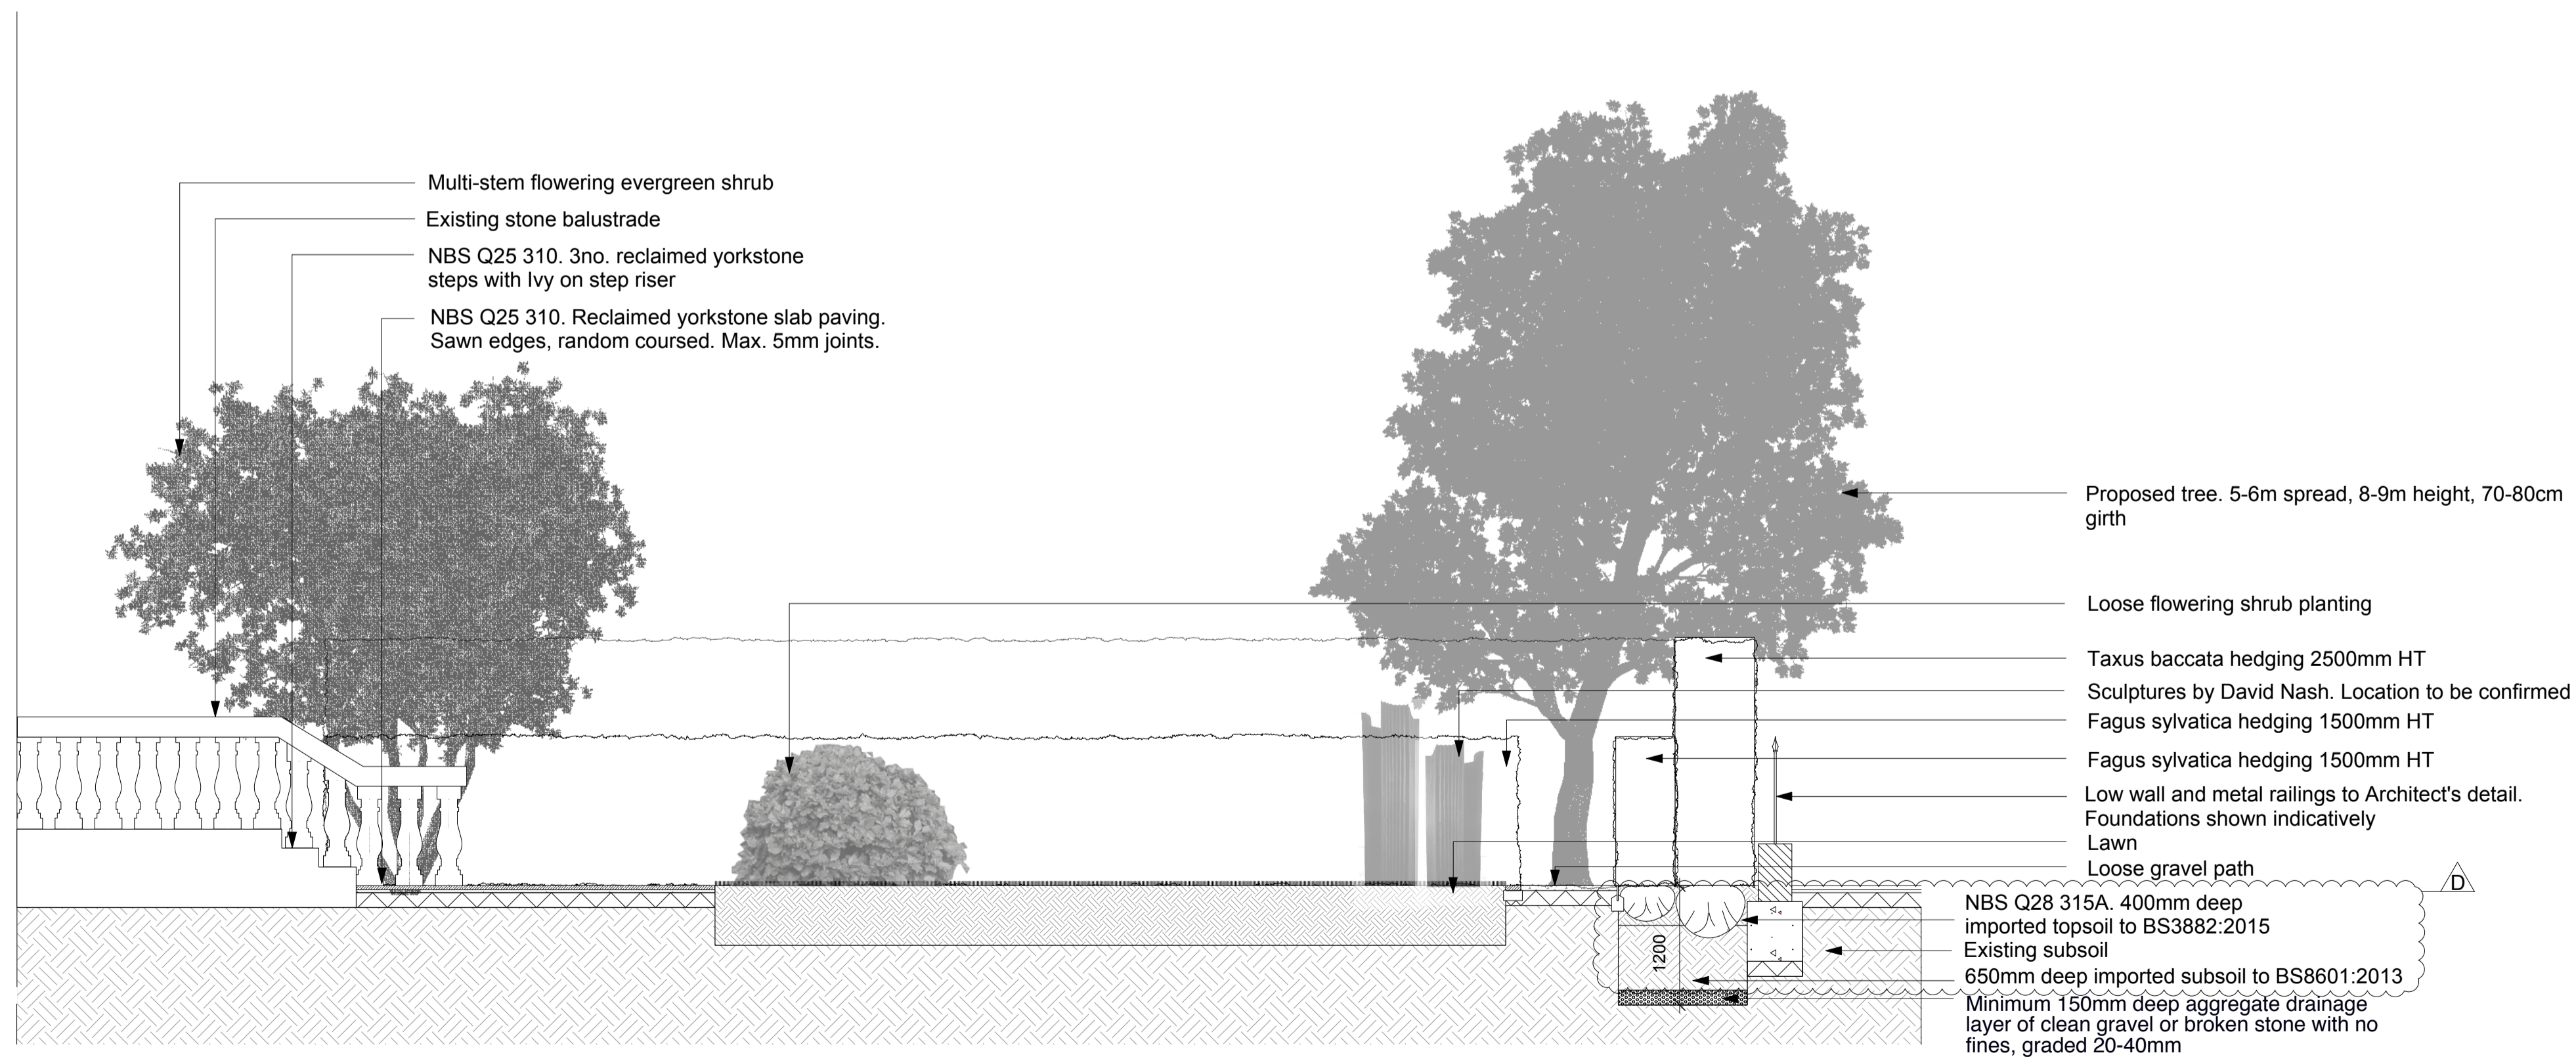 Multi-stem flowering evergreen shrub
Existing stone balustrade
NBS Q25 310. 3no. reclaimed yorkstone
steps with Ivy on step riser
NBS Q25 310. Reclaimed yorkstone slab paving.
Sawn edges, random coursed. Max. 5mm joints.
Proposed tree. 5-6m spread, 8-9m height, 70-80cm
girth
Loose flowering shrub planting
Taxus baccata hedging 2500mm HT
Sculptures by David Nash. Location to be confirmed
Fagus sylvatica hedging 1500mm HT
Fagus sylvatica hedging 1500mm HT
Low wall and metal railings to Architect's detail.
Foundations shown indicatively
Lawn
Loose gravel path
D
NBS Q28 315A. 400mm deep
imported topsoil to BS3882:2015
Existing subsoil
1200
650mm deep imported subsoil to BS8601:2013
Minimum 150mm deep aggregate drainage
layer of clean gravel or broken stone with no
fines, graded 20-40mm